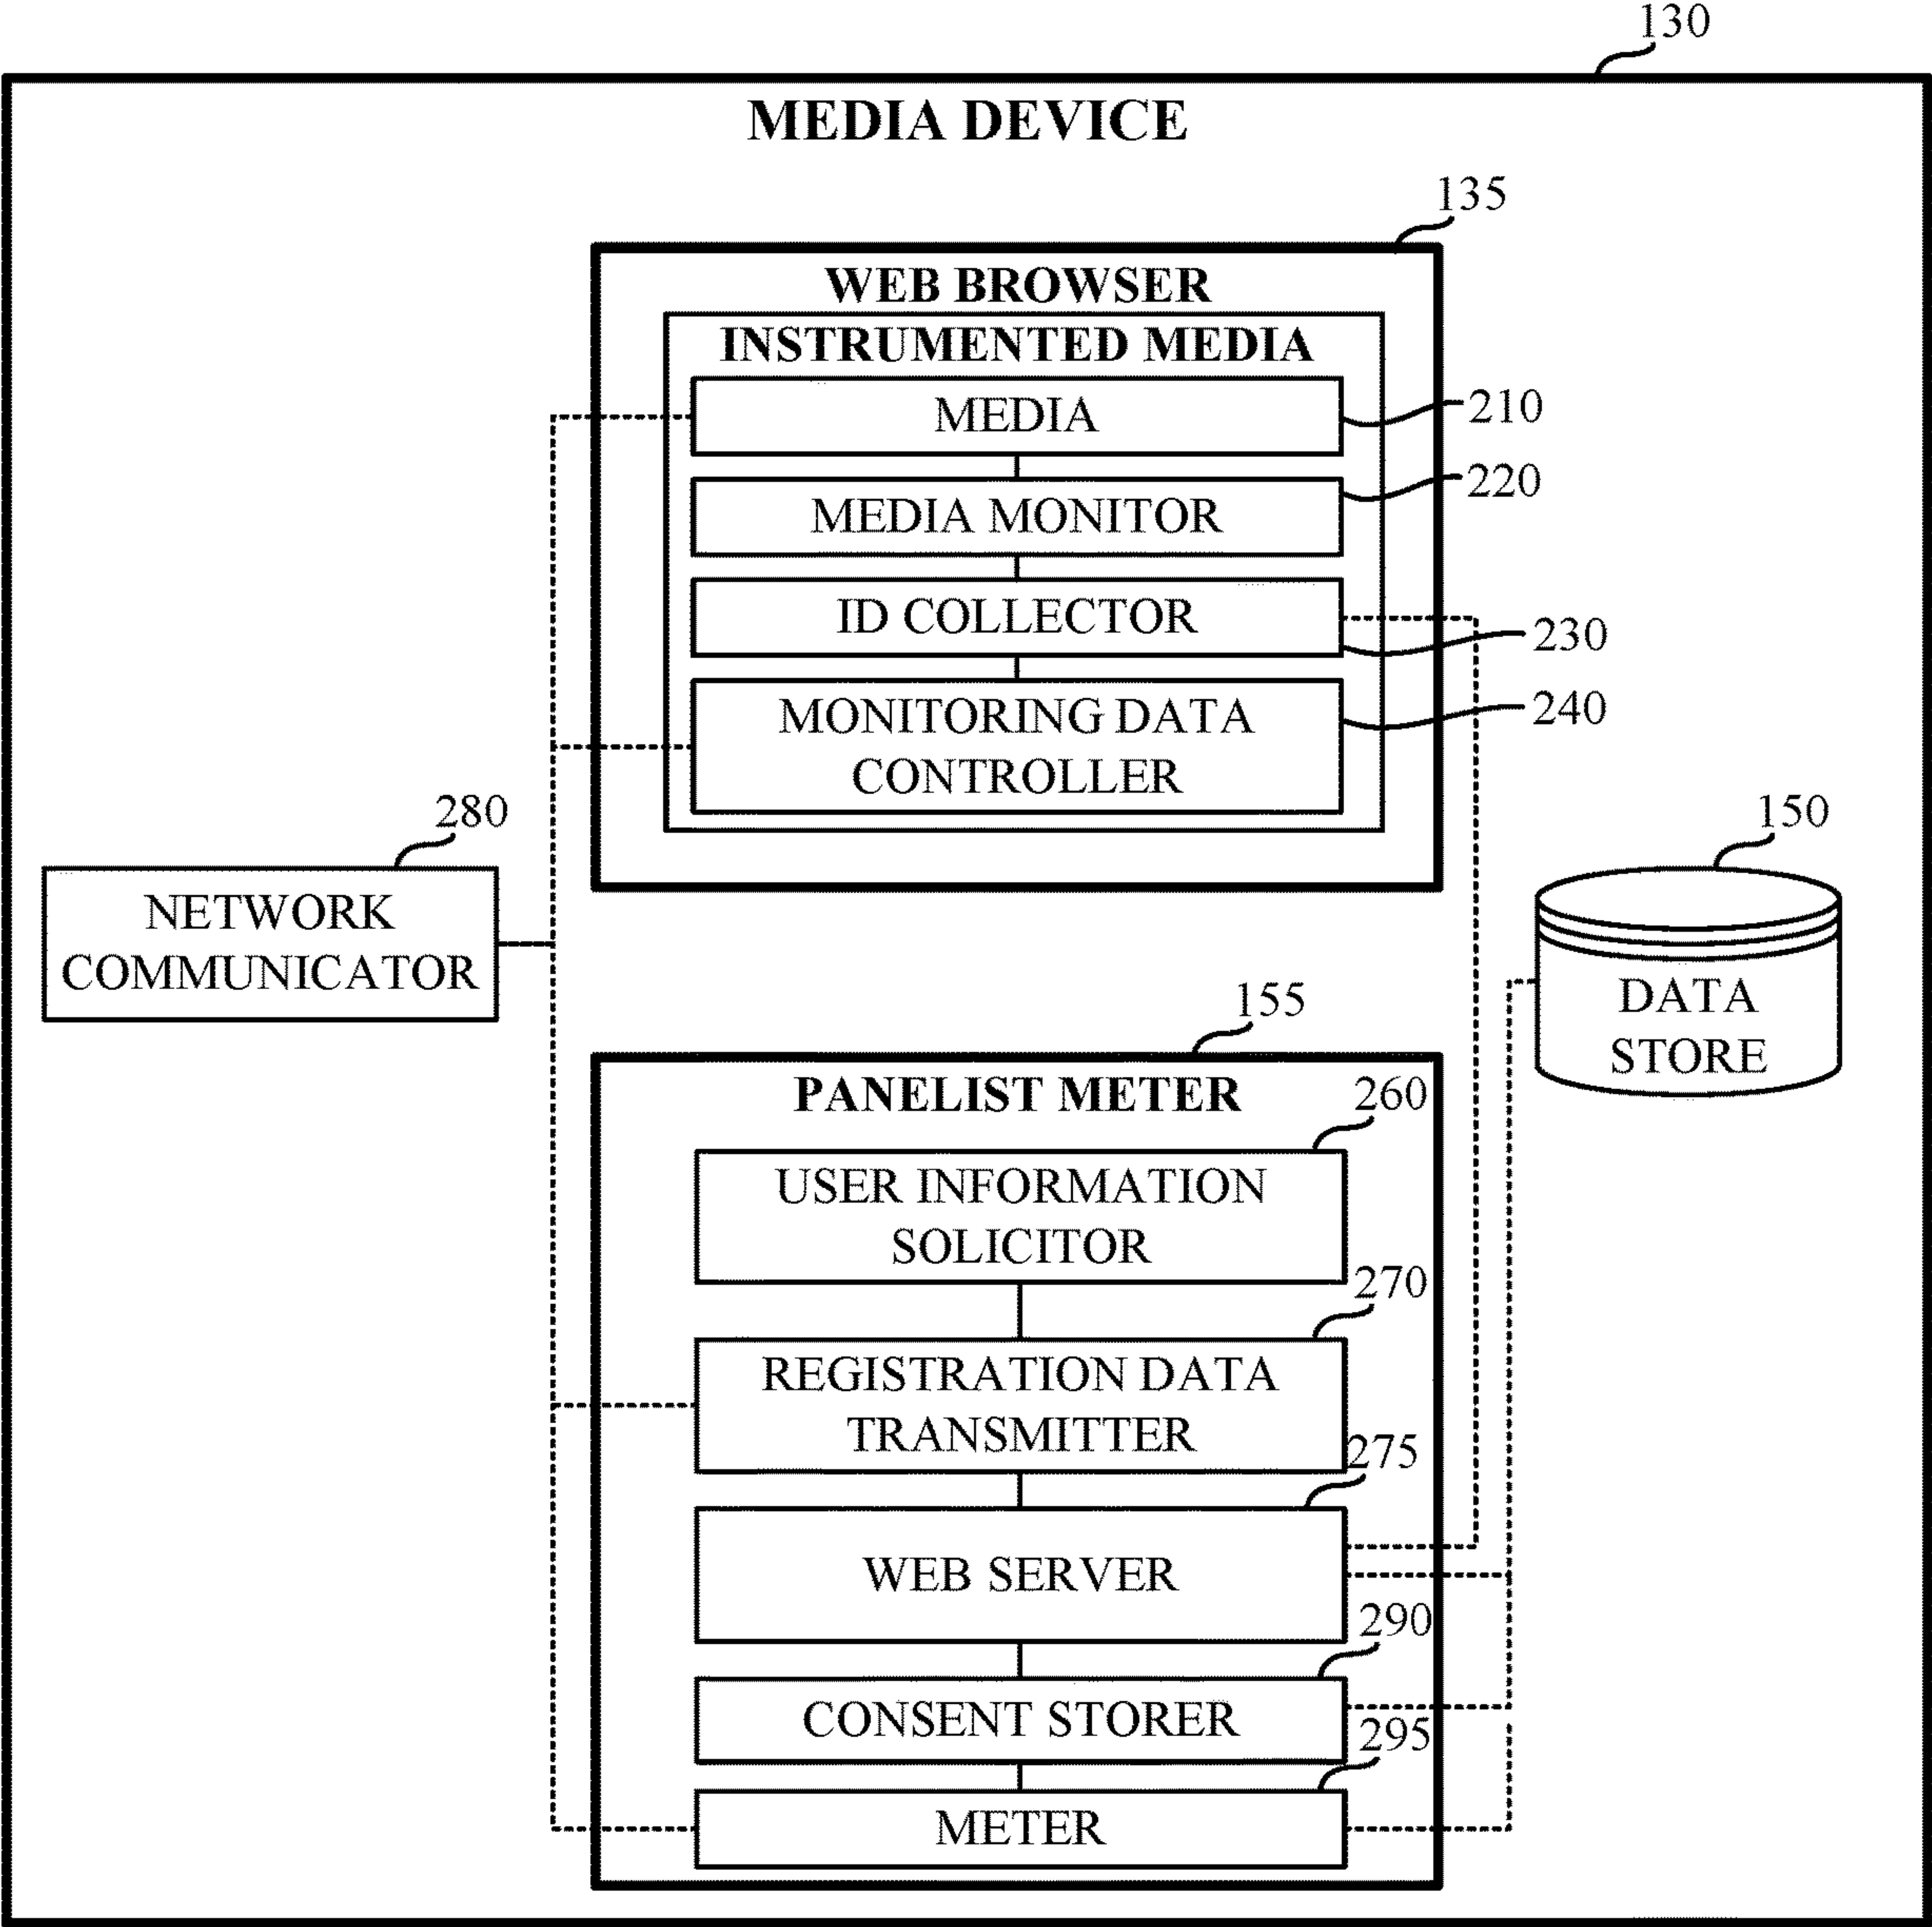 130
MEDIA DEVICE
135
WEB BROWSER
INSTRUMENTED MEDIA
MEDIA
210
MEDIA MONITOR
220
ID COLLECTOR
230
MONITORING DATA
CONTROLLER
240
280
NETWORK
COMMUNICATOR
150
DATA
STORE
155
PANELIST METER
260
USER INFORMATION
SOLICITOR
270
REGISTRATION DATA
TRANSMITTER
275
WEB SERVER
290
CONSENT STORER
295
METER